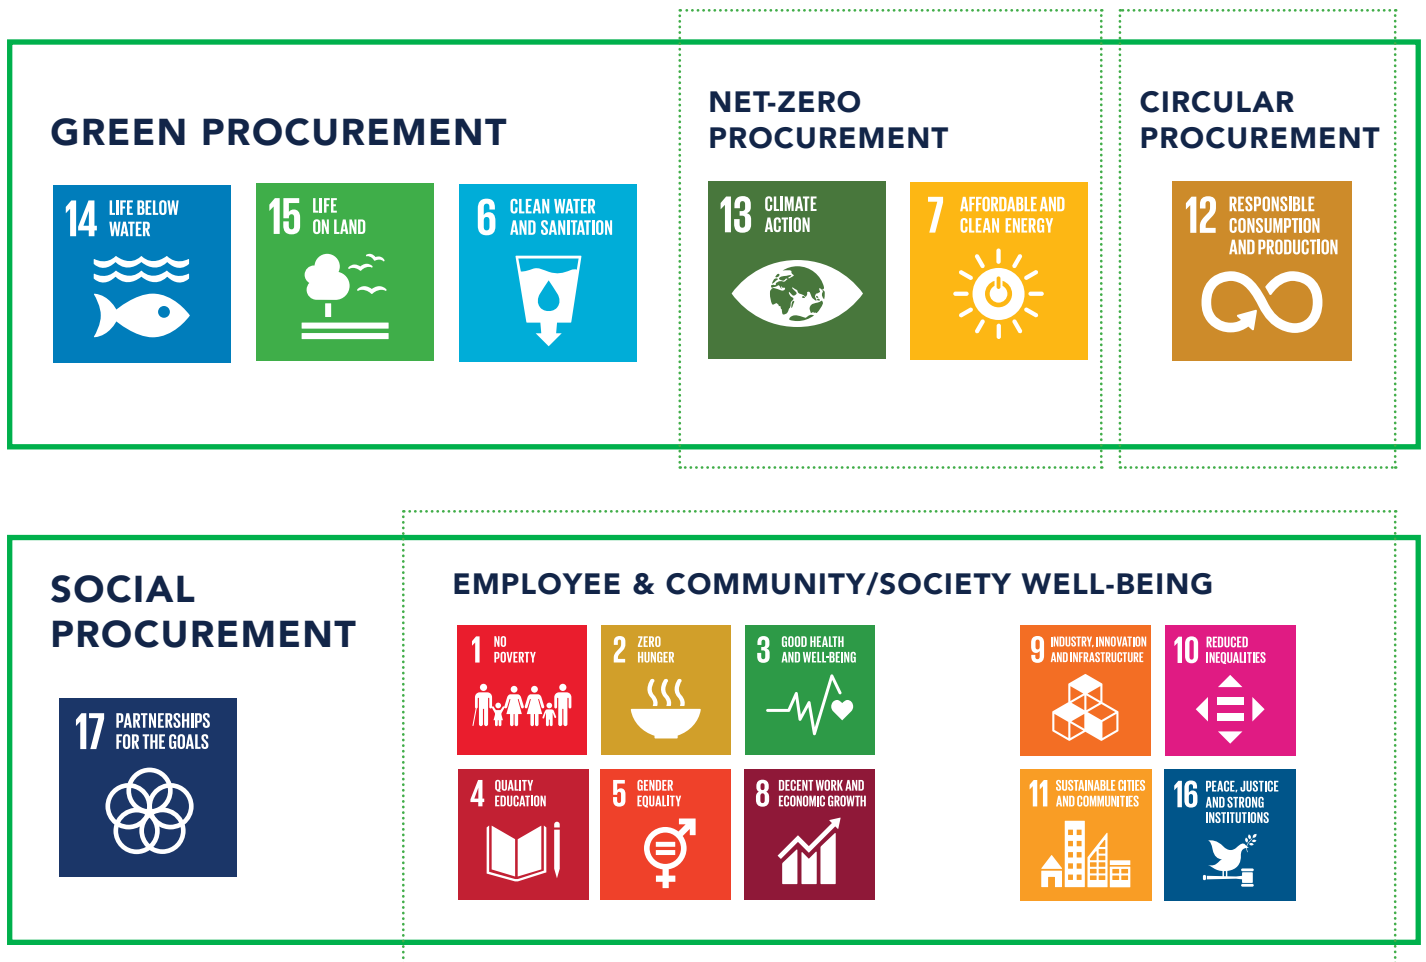 GREEN PROCUREMENT
14 LIFE BELOW
WATER
15 LIFE
ON LAND
6 CLEAN WATER
AND SANITATION
NET-ZERO
PROCUREMENT
13 CLIMATE
ACTION
7 AFFORDABLE AND
CLEAN ENERGY
CIRCULAR
PROCUREMENT
12 RESPONSIBLE
CONSUMPTION
AND PRODUCTION
SOCIAL
PROCUREMENT
17 PARTNERSHIPS
FOR THE GOALS
EMPLOYEE & COMMUNITY/SOCIETY WELL-BEING
1 NO
POVERTY
2 ZERO
HUNGER
3 GOOD HEALTH
AND WELL-BEING
4 QUALITY
EDUCATION
5 GENDER
EQUALITY
8 DECENT WORK AND
ECONOMIC GROWTH
9 INDUSTRY, INNOVATION
AND INFRASTRUCTURE
10 REDUCED
INEQUALITIES
11 SUSTAINABLE CITIES
AND COMMUNITIES
16 PEACE, JUSTICE
AND STRONG
INSTITUTIONS